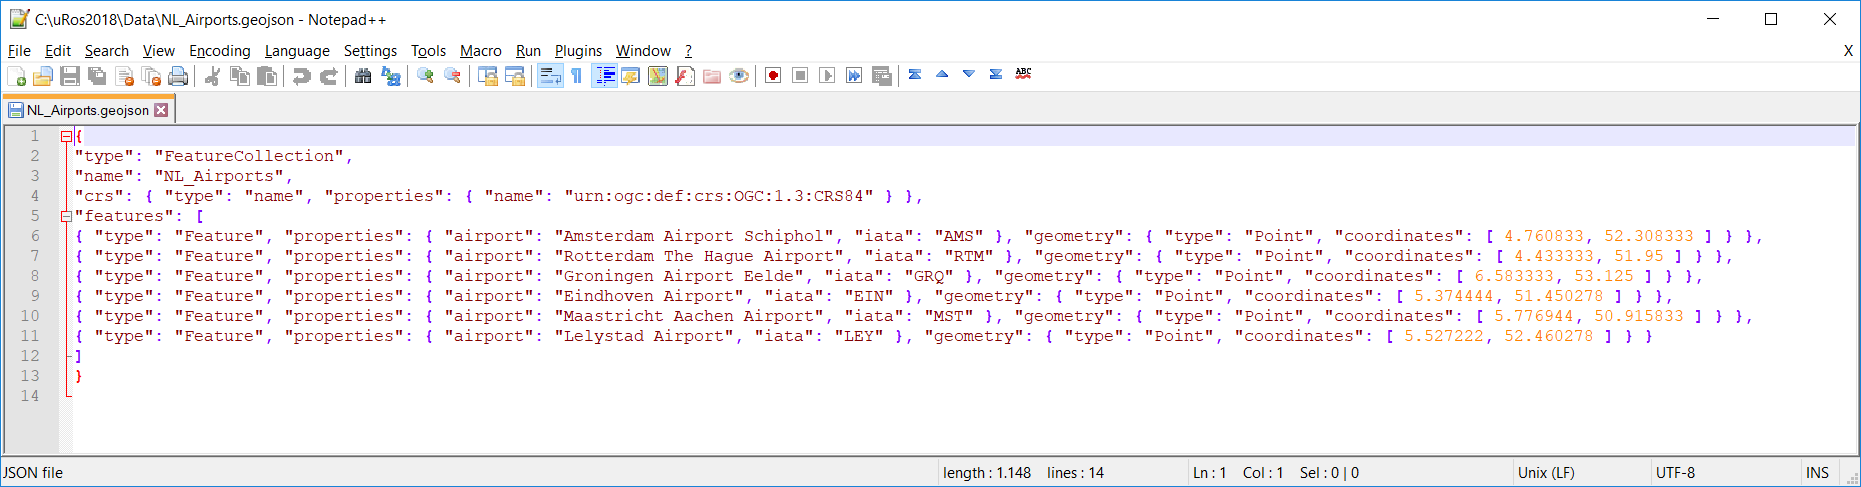 C:\uRos2018\Data\NL_Airports.geojson - Notepad++
File Edit Search View Encoding Language Settings Tools Macro Run Plugins Window ? X
ABC
NL_Airports.geojson
1 {
2 "type": "FeatureCollection",
3 "name": "NL_Airports",
4 "crs": { "type": "name", "properties": { "name": "urn:ogc:def:crs:OGC:1.3:CRS84" } },
5 "features": [
6 { "type": "Feature", "properties": { "airport": "Amsterdam Airport Schiphol", "iata": "AMS" }, "geometry": { "type": "Point", "coordinates": [ 4.760833, 52.308333 ] } },
7 { "type": "Feature", "properties": { "airport": "Rotterdam The Hague Airport", "iata": "RTM" }, "geometry": { "type": "Point", "coordinates": [ 4.433333, 51.95 ] } },
8 { "type": "Feature", "properties": { "airport": "Groningen Airport Eelde", "iata": "GRQ" }, "geometry": { "type": "Point", "coordinates": [ 6.583333, 53.125 ] } },
9 { "type": "Feature", "properties": { "airport": "Eindhoven Airport", "iata": "EIN" }, "geometry": { "type": "Point", "coordinates": [ 5.374444, 51.450278 ] } },
10 { "type": "Feature", "properties": { "airport": "Maastricht Aachen Airport", "iata": "MST" }, "geometry": { "type": "Point", "coordinates": [ 5.776944, 50.915833 ] } },
11 { "type": "Feature", "properties": { "airport": "Lelystad Airport", "iata": "LEY" }, "geometry": { "type": "Point", "coordinates": [ 5.527222, 52.460278 ] } }
12 ]
13 }
14
JSON file length : 1.148 lines : 14 Ln : 1 Col : 1 Sel : 0 | 0 Unix (LF) UTF-8 INS